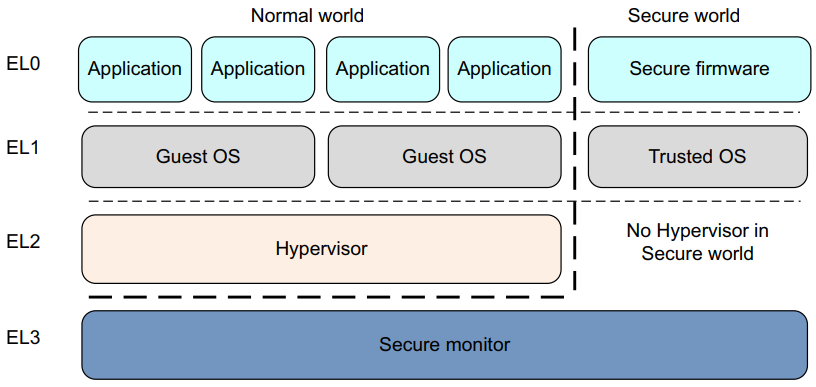 Normal world
Secure world
EL0
Application
Application
Application
Application
Secure firmware
EL1
Guest OS
Guest OS
Trusted OS
EL2
Hypervisor
No Hypervisor in
Secure world
EL3
Secure monitor